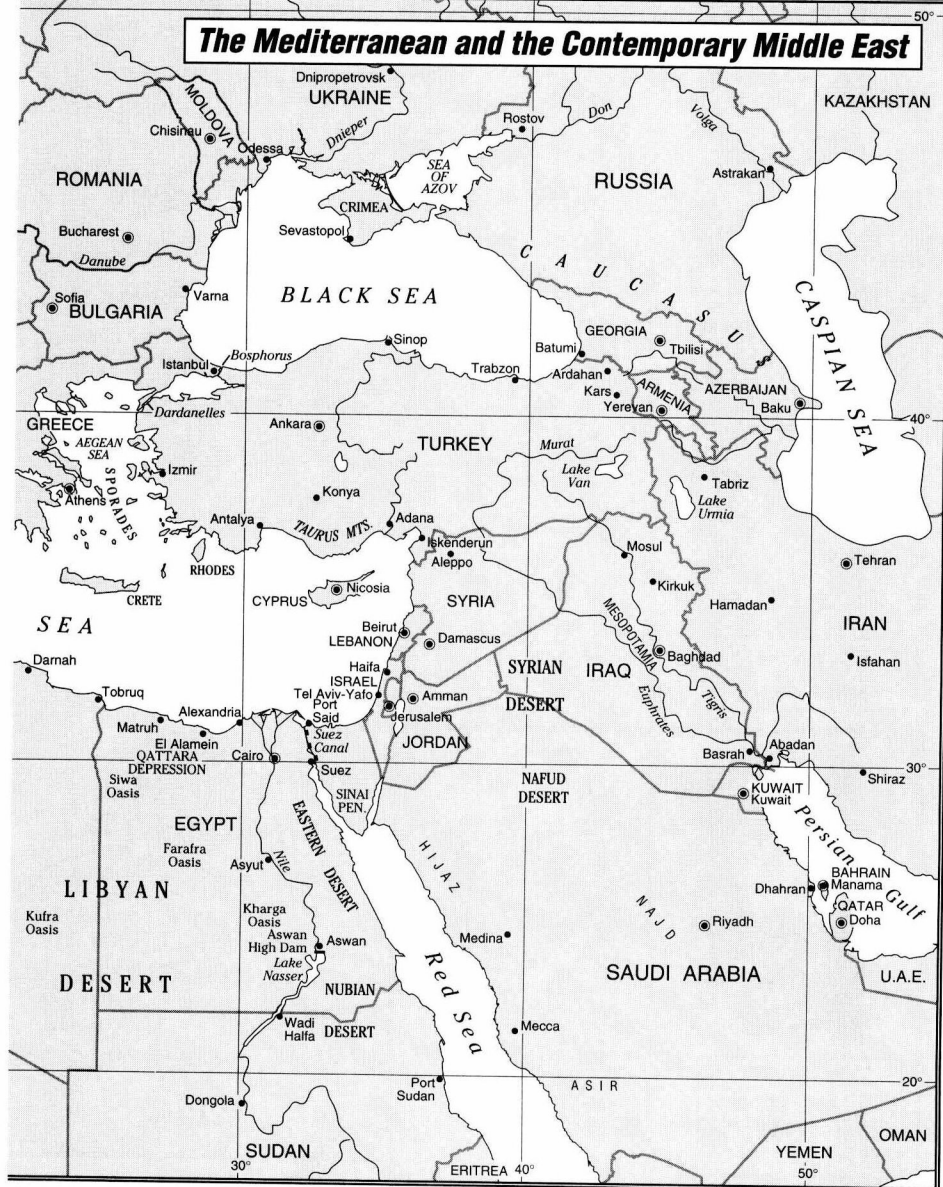 50°
The Mediterranean and the Contemporary Middle East
Dnipropetrovsk
UKRAINE
MOLDOVA
Chisinau
Odessa
Dnieper
Rostov
Don
Volga
KAZAKHSTAN
SEA
OF
AZOV
Astrakan
ROMANIA
RUSSIA
CRIMEA
Bucharest
Sevastopol
Danube
CAUCASUS
Sofia
BULGARIA
Varna
BLACK SEA
CASPIAN SEA
Sinop
GEORGIA
Tbilisi
Bosphorus
Istanbul
Batumi
Trabzon
Ardahan
Kars
ARMENIA
AZERBAIJAN
Yerevan
Baku
Dardanelles
40°
GREECE
Ankara
AEGEAN
SEA
TURKEY
Murat
Lake
Van
SPORADES
Izmir
Athens
Konya
Tabriz
Lake
Urmia
Antalya
TAURUS MTS.
Adana
Iskenderun
Aleppo
Mosul
Tehran
RHODES
CRETE
CYPRUS
Nicosia
SYRIA
Kirkuk
Hamadan
MESOPOTAMIA
SEA
Beirut
LEBANON
Damascus
IRAN
Darnah
Haifa
ISRAEL
SYRIAN
DESERT
IRAQ
Baghdad
Isfahan
Tobruq
Tel Aviv-Yafo
Amman
Euphrates
Tigris
Matruh
Alexandria
Port
Said
Jerusalem
El Alamein
Suez
Canal
JORDAN
Basrah
Abadan
QATTARA
DEPRESSION
Cairo
Suez
30°
Siwa
Oasis
SINAI
PEN.
NAFUD
DESERT
KUWAIT
Kuwait
Shiraz
EGYPT
EASTERN DESERT
Persian Gulf
Farafra
Oasis
Asyut
Nile
HIJAZ
LIBYAN
DESERT
BAHRAIN
Dhahran
Manama
Kufra
Oasis
Kharga
Oasis
NAJD
QATAR
Doha
Riyadh
Aswan
High Dam
Aswan
Medina
Lake
Nasser
Red Sea
SAUDI ARABIA
U.A.E.
NUBIAN
DESERT
Wadi
Halfa
Mecca
Port
Sudan
ASIR
20°
Dongola
SUDAN
OMAN
YEMEN
ERITREA
30°
40°
50°